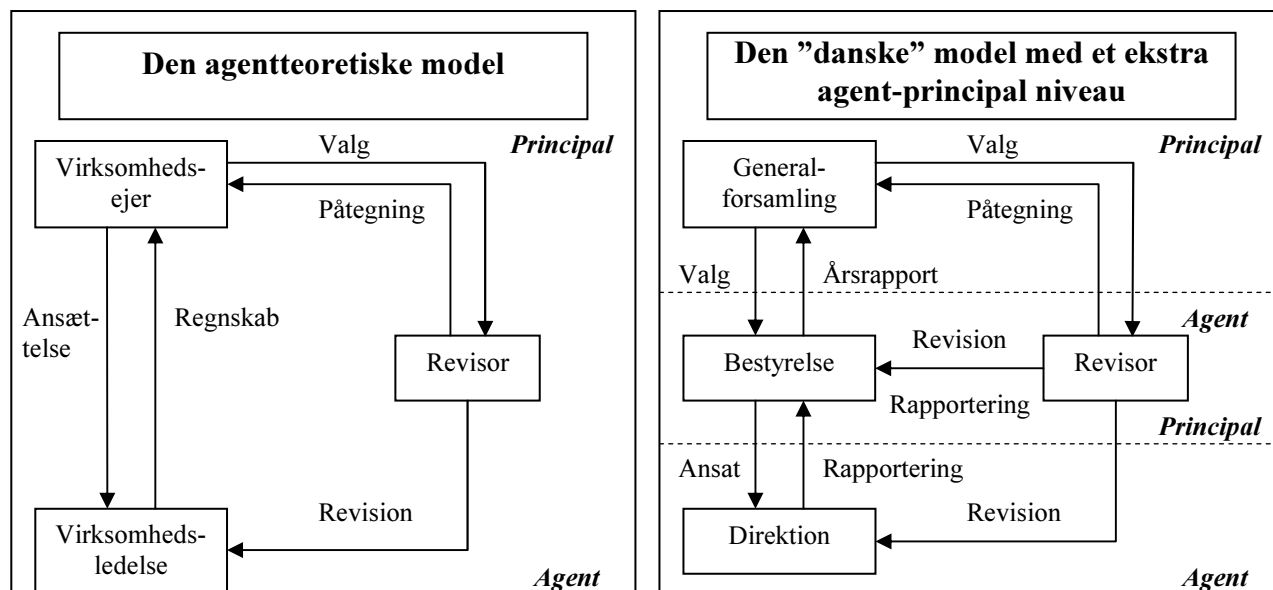 Den agentteoretiske model
Valg
Principal
Virksomheds-
ejer
Påtegning
Ansæt-
telse
Regnskab
Revisor
Revision
Virksomheds-
ledelse
Agent
Den ”danske” model med et ekstra
agent-principal niveau
Valg
Principal
General-
forsamling
Påtegning
Valg
Årsrapport
Agent
Revision
Bestyrelse
Revisor
Rapportering
Principal
Ansat
Rapportering
Revision
Direktion
Agent